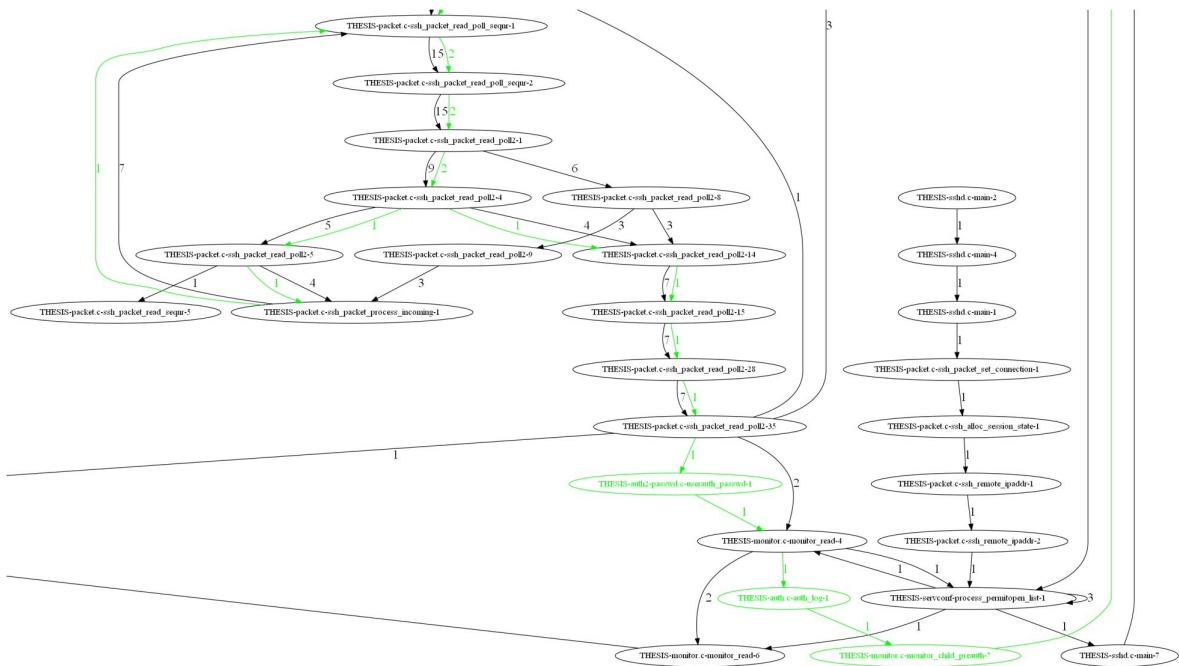 3
THESIS-packet.c-ssh_packet_read_poll_seqnr-1
15 2
THESIS-packet.c-ssh_packet_read_poll_seqnr-2
15 2
THESIS-packet.c-ssh_packet_read_poll2-1
1 7 9 2 6
1
THESIS-packet.c-ssh_packet_read_poll2-4 THESIS-packet.c-ssh_packet_read_poll2-8 THESIS-sshd.c-main-2
5 1 1 4 3 3 1
THESIS-packet.c-ssh_packet_read_poll2-5 THESIS-packet.c-ssh_packet_read_poll2-9 THESIS-packet.c-ssh_packet_read_poll2-14 THESIS-sshd.c-main-4
1 1 4 3 7 1 1
THESIS-packet.c-ssh_packet_read_seqnr-5 THESIS-packet.c-ssh_packet_process_incoming-1 THESIS-packet.c-ssh_packet_read_poll2-15 THESIS-sshd.c-main-1
7 1 1
THESIS-packet.c-ssh_packet_read_poll2-28 THESIS-packet.c-ssh_packet_set_connection-1
7 1 1
THESIS-packet.c-ssh_packet_read_poll2-35 THESIS-packet.c-ssh_alloc_session_state-1
1 1 2 1
THESIS-auth2-passwd.c-userauth_passwd-1 THESIS-packet.c-ssh_remote_ipaddr-1
1 1
THESIS-monitor.c-monitor_read-4 THESIS-packet.c-ssh_remote_ipaddr-2
2 1 1 1 1
THESIS-auth.c-auth_log-1 THESIS-servconf-process_permitopen_list-1 3
1 1 1
THESIS-monitor.c-monitor_read-6 THESIS-monitor.c-monitor_child_preauth-7 THESIS-sshd.c-main-7